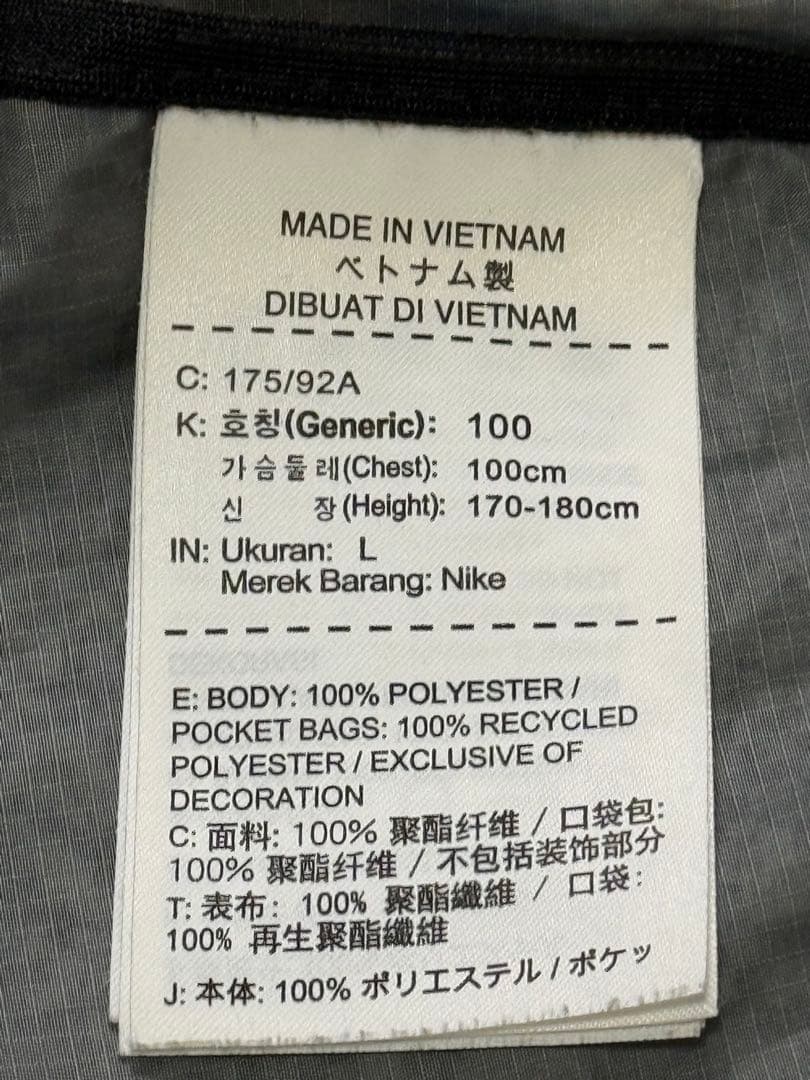 MADE IN VIETNAM
ベトナム製
DIBUAT DI VIETNAM
C: 175/92A
K: 호칭(Generic): 100
가슴둘레(Chest): 100cm
신 장(Height): 170-180cm
IN: Ukuran: L
Merek Barang: Nike
E: BODY: 100% POLYESTER /
POCKET BAGS: 100% RECYCLED
POLYESTER / EXCLUSIVE OF
DECORATION
C: 面料: 100% 聚酯纤维 / 口袋包:
100% 聚酯纤维 / 不包括装饰部分
T: 表布: 100% 聚酯纖維 / 口袋:
100% 再生聚酯纖維
J: 本体: 100% ポリエステル / ポケッ